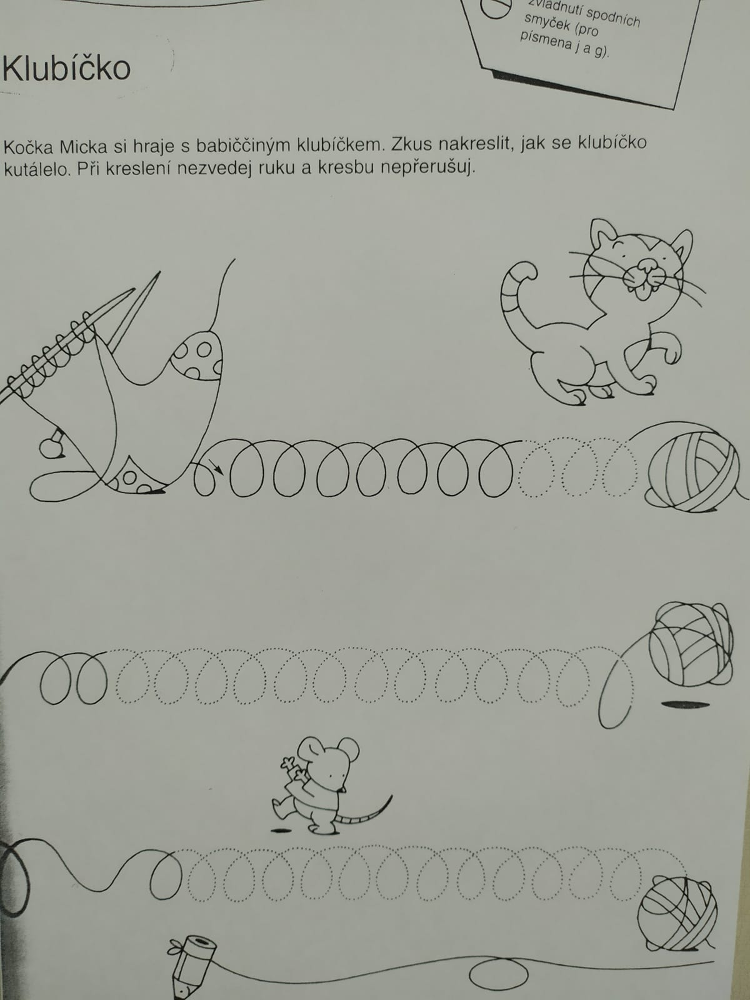 zvládnutí spodních
smyček (pro
písmena j a g).
Klubíčko
Kočka Micka si hraje s babiččiným klubíčkem. Zkus nakreslit, jak se klubíčko
kutálelo. Při kreslení nezvedej ruku a kresbu nepřerušuj.